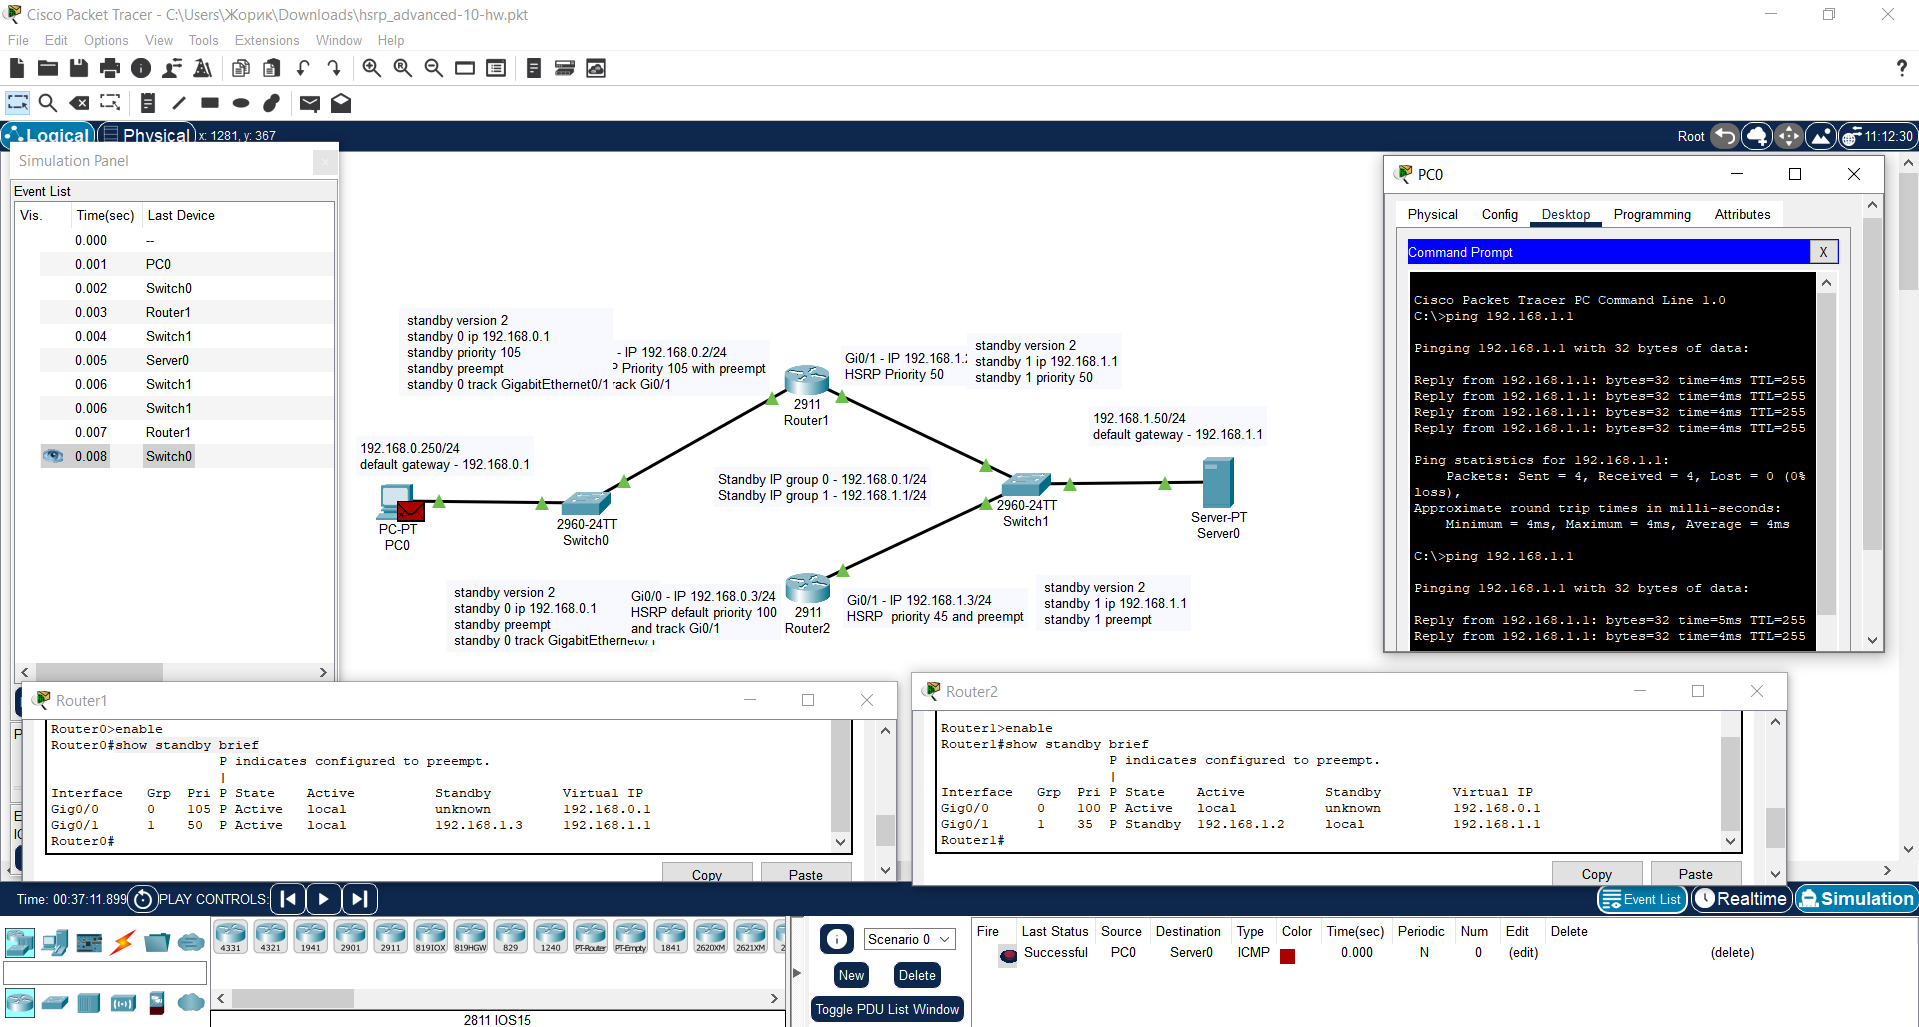 Cisco Packet Tracer - C:\Users\Жорик\Downloads\hsrp_advanced-10-hw.pkt
File Edit Options View Tools Extensions Window Help
Logical Physical x: 1281, y: 367
Root 11:12:30
Simulation Panel
Event List
Vis. Time(sec) Last Device
0.000 --
0.001 PC0
0.002 Switch0
0.003 Router1
0.004 Switch1
0.005 Server0
0.006 Switch1
0.006 Switch1
0.007 Router1
0.008 Switch0
standby version 2
standby 0 ip 192.168.0.1
standby priority 105
standby preempt
standby 0 track GigabitEthernet0/1
- IP 192.168.0.2/24
Priority 105 with preempt
rack Gi0/1
2911
Router1
Gi0/1 - IP 192.168.1.2
HSRP Priority 50
standby version 2
standby 1 ip 192.168.1.1
standby 1 priority 50
192.168.1.50/24
default gateway - 192.168.1.1
192.168.0.250/24
default gateway - 192.168.0.1
Standby IP group 0 - 192.168.0.1/24
Standby IP group 1 - 192.168.1.1/24
PC-PT
PC0
2960-24TT
Switch0
2960-24TT
Switch1
Server-PT
Server0
standby version 2
standby 0 ip 192.168.0.1
standby preempt
standby 0 track GigabitEthernet0/1
Gi0/0 - IP 192.168.0.3/24
HSRP default priority 100
and track Gi0/1
2911
Router2
Gi0/1 - IP 192.168.1.3/24
HSRP priority 45 and preempt
standby version 2
standby 1 ip 192.168.1.1
standby 1 preempt
PC0
Physical Config Desktop Programming Attributes
Command Prompt X
Cisco Packet Tracer PC Command Line 1.0
C:\>ping 192.168.1.1
Pinging 192.168.1.1 with 32 bytes of data:
Reply from 192.168.1.1: bytes=32 time=4ms TTL=255
Reply from 192.168.1.1: bytes=32 time=4ms TTL=255
Reply from 192.168.1.1: bytes=32 time=4ms TTL=255
Reply from 192.168.1.1: bytes=32 time=4ms TTL=255
Ping statistics for 192.168.1.1:
Packets: Sent = 4, Received = 4, Lost = 0 (0%
loss),
Approximate round trip times in milli-seconds:
Minimum = 4ms, Maximum = 4ms, Average = 4ms
C:\>ping 192.168.1.1
Pinging 192.168.1.1 with 32 bytes of data:
Reply from 192.168.1.1: bytes=32 time=5ms TTL=255
Reply from 192.168.1.1: bytes=32 time=4ms TTL=255
Router1
Router0>enable
Router0#show standby brief
P indicates configured to preempt.
|
Interface Grp Pri P State Active Standby Virtual IP
Gig0/0 0 105 P Active local unknown 192.168.0.1
Gig0/1 1 50 P Active local 192.168.1.3 192.168.1.1
Router0#
Copy Paste
Router2
Router1>enable
Router1#show standby brief
P indicates configured to preempt.
|
Interface Grp Pri P State Active Standby Virtual IP
Gig0/0 0 100 P Active local unknown 192.168.0.1
Gig0/1 1 35 P Standby 192.168.1.2 local 192.168.1.1
Router1#
Copy Paste
Time: 00:37:11.899 PLAY CONTROLS:
Event List Realtime Simulation
4331 4321 1941 2901 2911 819IOX 819HGW 829 1240 PT-Router PT-Empty 1841 2620XM 2621XM 2
2811 IOS15
Scenario 0
New Delete
Toggle PDU List Window
Fire Last Status Source Destination Type Color Time(sec) Periodic Num Edit Delete
Successful PC0 Server0 ICMP 0.000 N 0 (edit) (delete)